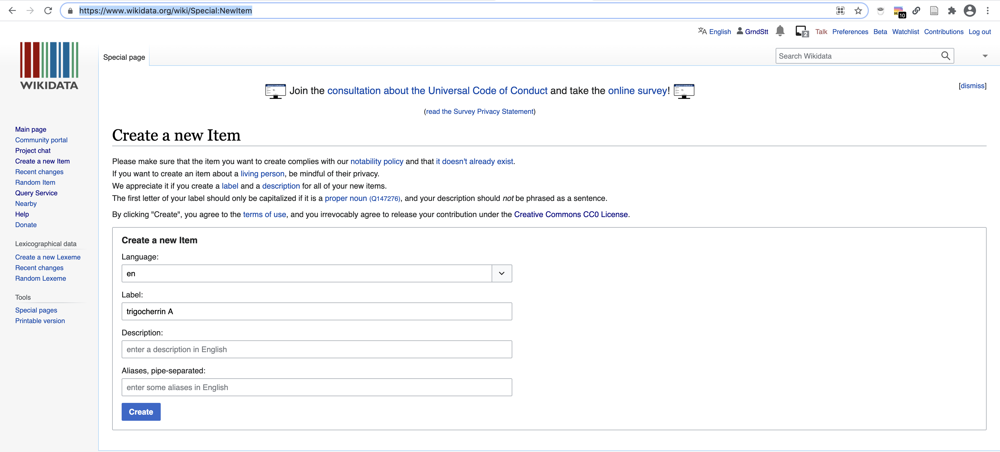 https://www.wikidata.org/wiki/Special:NewItem
10
English GrndStt 2 Talk Preferences Beta Watchlist Contributions Log out
WIKIDATA
Special page
Search Wikidata
QUESTIONARIO Join the consultation about the Universal Code of Conduct and take the online survey! QUESTIONARIO
[dismiss]
(read the Survey Privacy Statement)
Main page
Community portal
Project chat
Create a new Item
Recent changes
Random Item
Query Service
Nearby
Help
Donate
Lexicographical data
Create a new Lexeme
Recent changes
Random Lexeme
Tools
Special pages
Printable version
Create a new Item
Please make sure that the item you want to create complies with our notability policy and that it doesn't already exist.
If you want to create an item about a living person, be mindful of their privacy.
We appreciate it if you create a label and a description for all of your new items.
The first letter of your label should only be capitalized if it is a proper noun (Q147276), and your description should not be phrased as a sentence.
By clicking "Create", you agree to the terms of use, and you irrevocably agree to release your contribution under the Creative Commons CC0 License.
Create a new Item
Language:
en
Label:
trigocherrin A
Description:
enter a description in English
Aliases, pipe-separated:
enter some aliases in English
Create